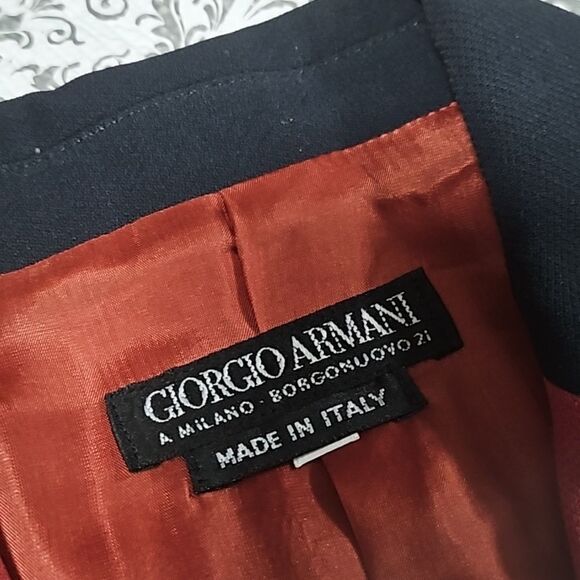 GIORGIO ARMANI
A MILANO - BORGONUOVO 21
MADE IN ITALY